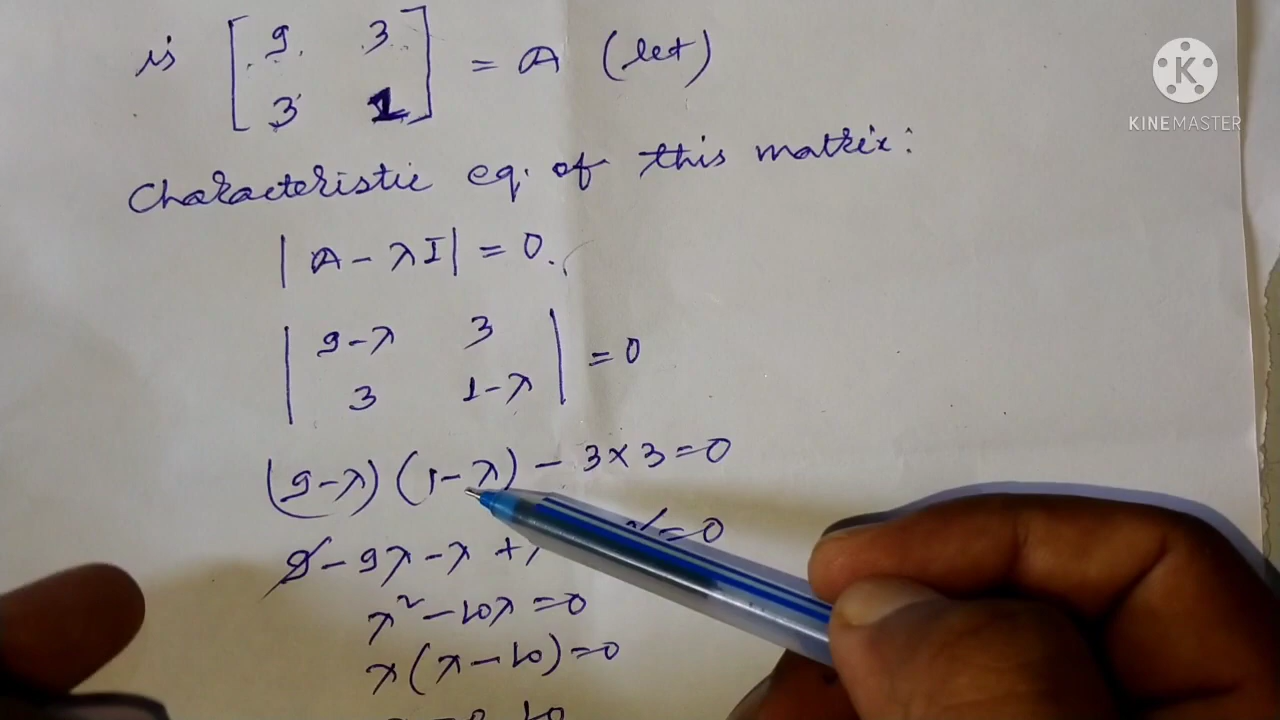 is [ 9 3
3 1 ] = A (let)
KINEMASTER
Characteristic eq. of this matrix:
|A - λI| = 0.
| 9-λ 3
3 1-λ | = 0
(9-λ) (1-λ) - 3×3 = 0
9 - 9λ - λ + = 0
λ² - 10λ = 0
λ(λ - 10) = 0